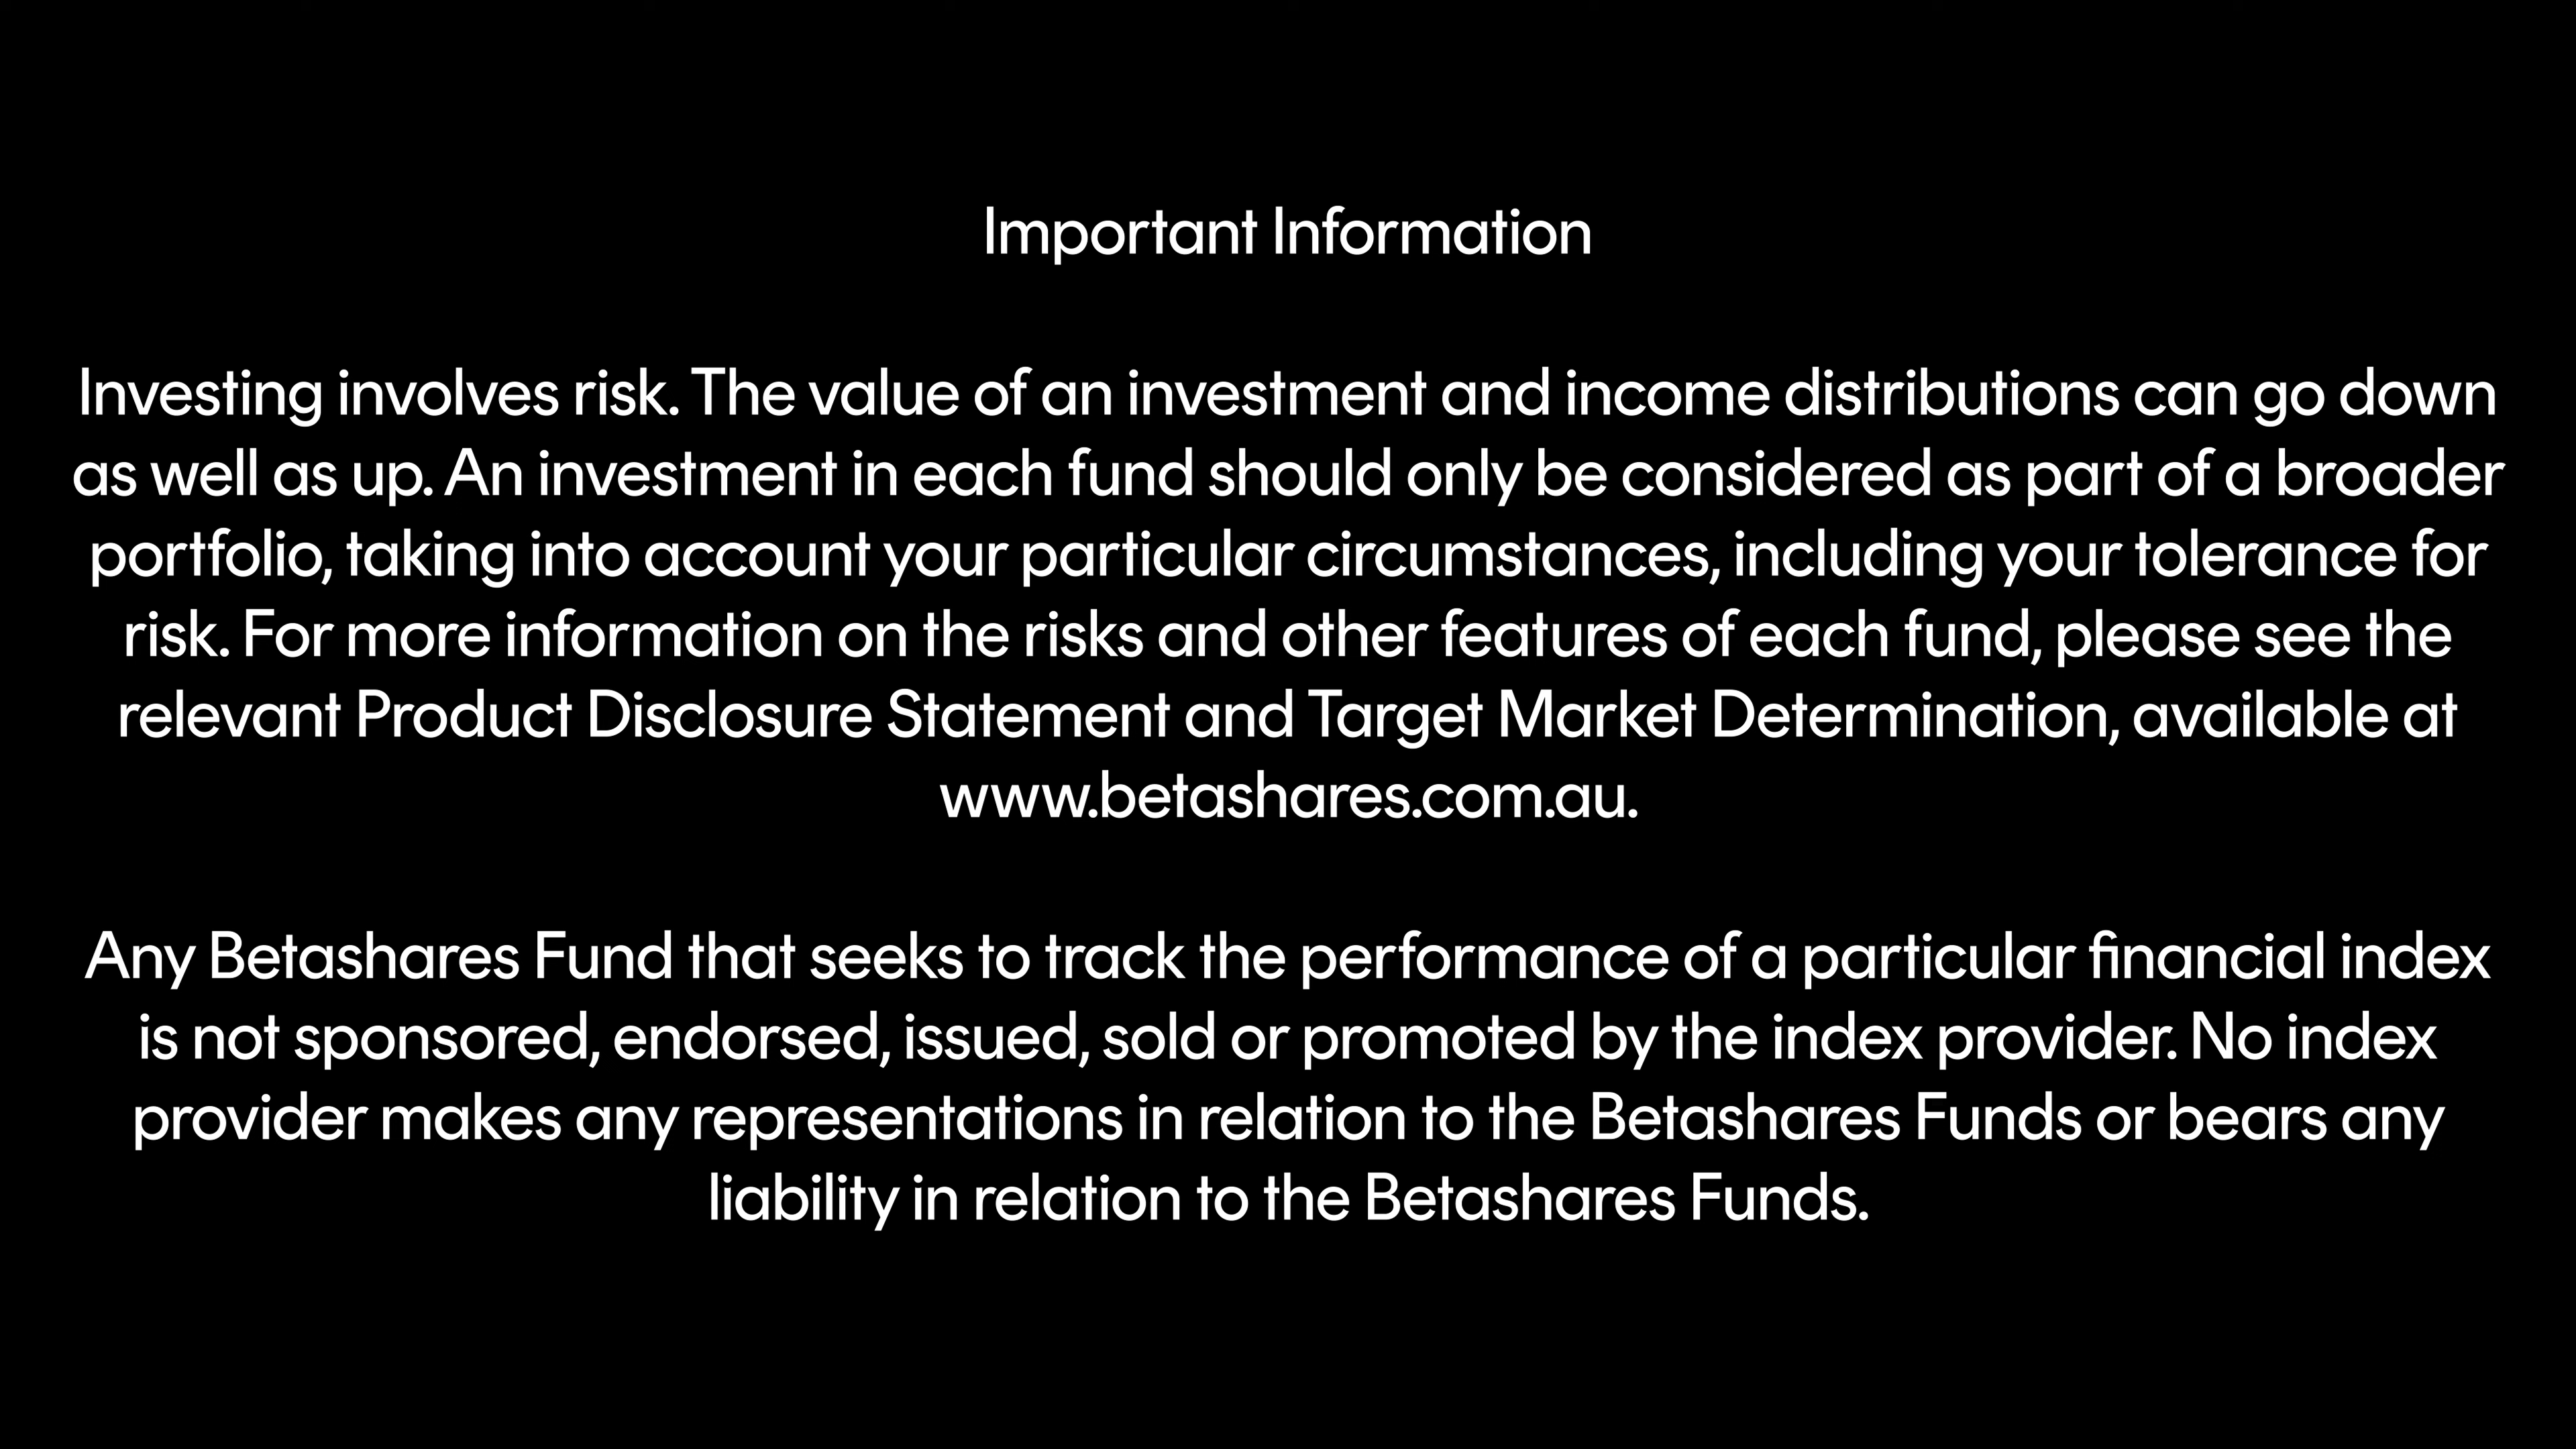 Important Information
Investing involves risk. The value of an investment and income distributions can go down
as well as up. An investment in each fund should only be considered as part of a broader
portfolio, taking into account your particular circumstances, including your tolerance for
risk. For more information on the risks and other features of each fund, please see the
relevant Product Disclosure Statement and Target Market Determination, available at
www.betashares.com.au.
Any Betashares Fund that seeks to track the performance of a particular financial index
is not sponsored, endorsed, issued, sold or promoted by the index provider. No index
provider makes any representations in relation to the Betashares Funds or bears any
liability in relation to the Betashares Funds.